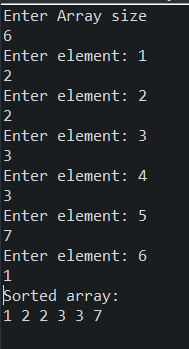 Enter Array size
6
Enter element: 1
2
Enter element: 2
2
Enter element: 3
3
Enter element: 4
3
Enter element: 5
7
Enter element: 6
1
Sorted array:
1 2 2 3 3 7